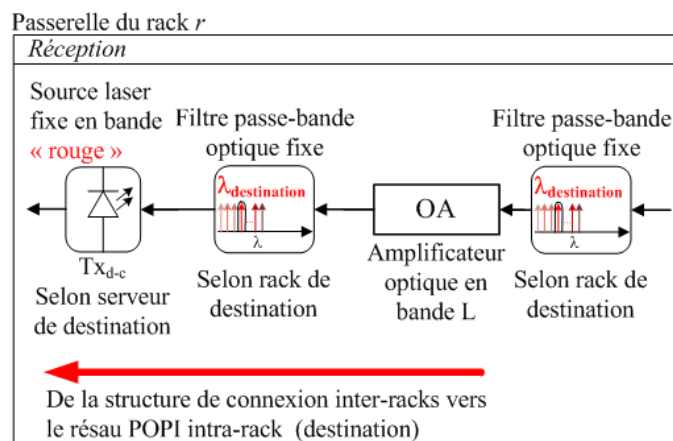 Passerelle du rack r
Réception
Source laser
fixe en bande
« rouge »
Filtre passe-bande
optique fixe
Filtre passe-bande
optique fixe
λdestination
λ
OA
λdestination
λ
Txd-c
Selon serveur
de destination
Selon rack de
destination
Amplificateur
optique en
bande L
Selon rack de
destination
De la structure de connexion inter-racks vers
le résau POPI intra-rack (destination)